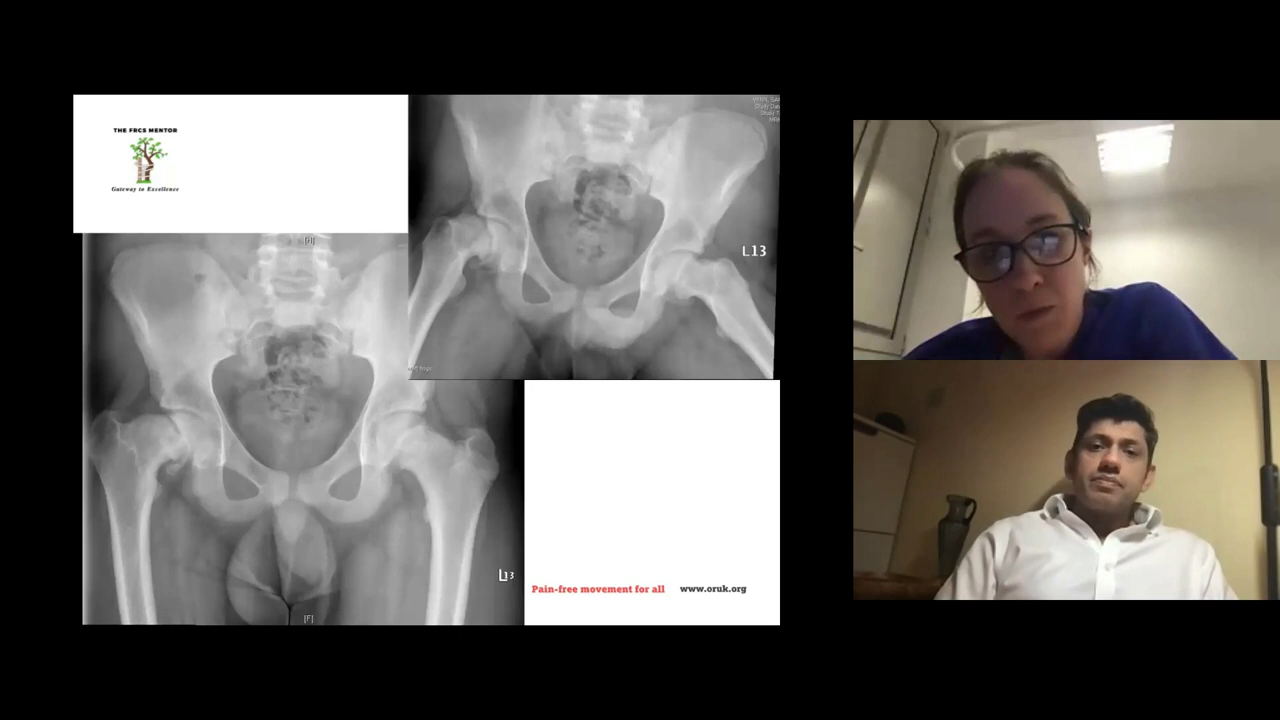 THE FRCS MENTOR
Gateway to Excellence
L13
[H]
L13
[F]
Pain-free movement for all www.oruk.org